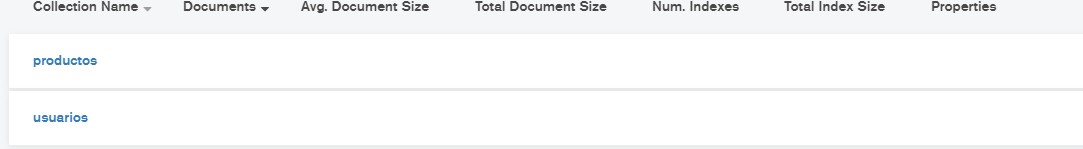 Collection Name Documents Avg. Document Size Total Document Size Num. Indexes Total Index Size Properties
productos
usuarios